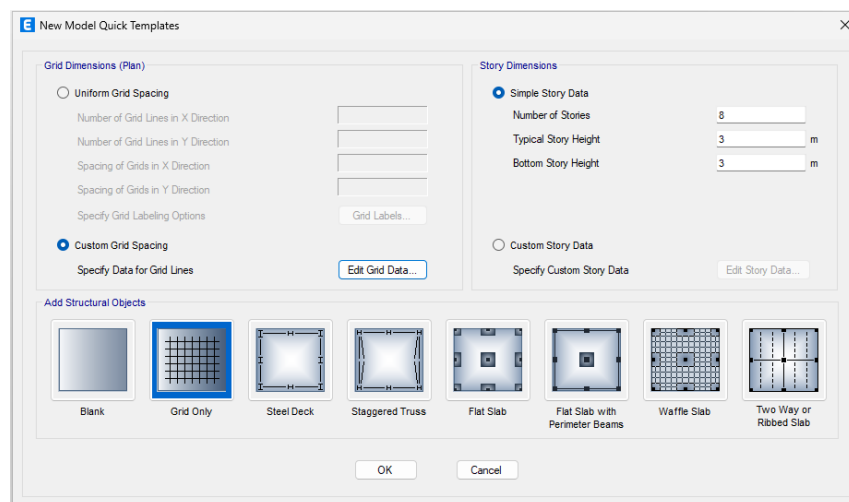 E New Model Quick Templates
Grid Dimensions (Plan)
Uniform Grid Spacing
Number of Grid Lines in X Direction
Number of Grid Lines in Y Direction
Spacing of Grids in X Direction
Spacing of Grids in Y Direction
Specify Grid Labeling Options
Grid Labels...
Custom Grid Spacing
Specify Data for Grid Lines
Edit Grid Data...
Story Dimensions
Simple Story Data
Number of Stories 8
Typical Story Height 3 m
Bottom Story Height 3 m
Custom Story Data
Specify Custom Story Data
Edit Story Data...
Add Structural Objects
Blank
Grid Only
Steel Deck
Staggered Truss
Flat Slab
Flat Slab with
Perimeter Beams
Waffle Slab
Two Way or
Ribbed Slab
OK
Cancel